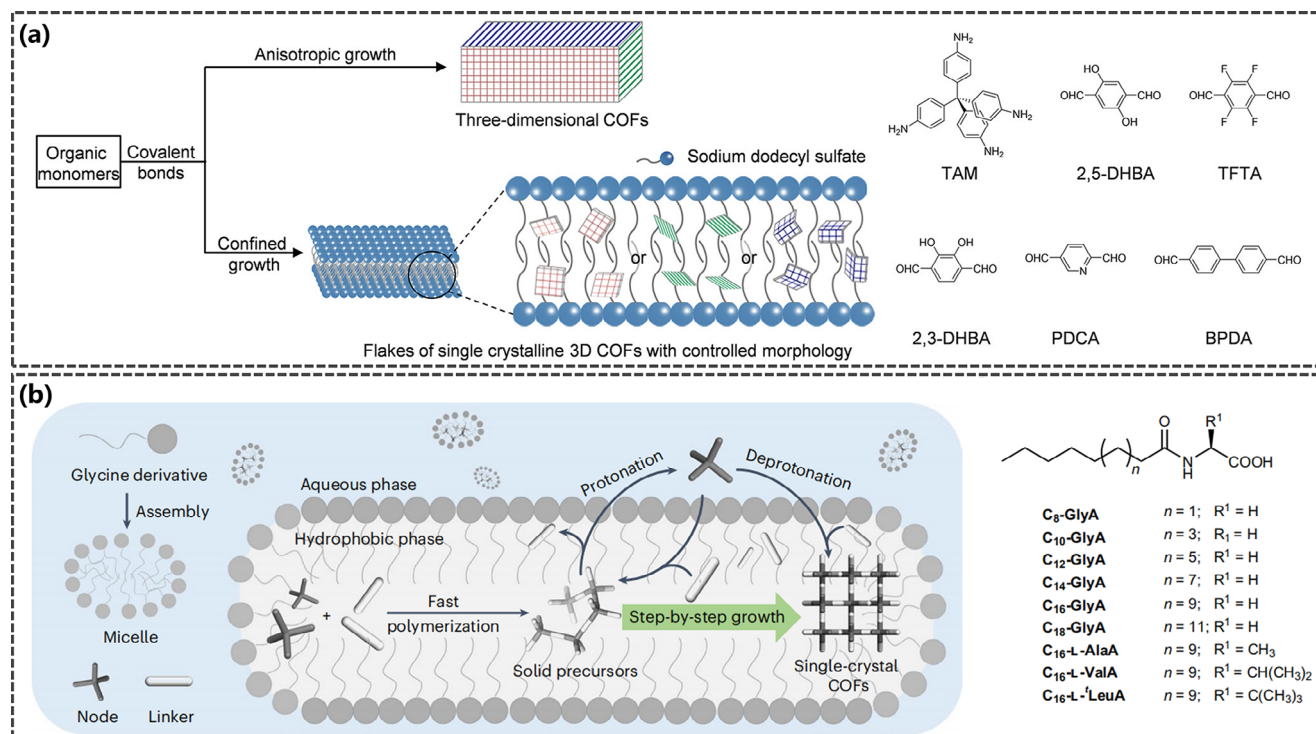 (a)
Anisotropic growth
Three-dimensional COFs
Organic
monomers
Covalent
bonds
Sodium dodecyl sulfate
Confined
growth
or
or
Flakes of single crystalline 3D COFs with controlled morphology
NH₂
H₂N
NH₂
NH₂
TAM
HO
OHC
CHO
OH
2,5-DHBA
F
F
OHC
CHO
F
F
TFTA
HO
OH
OHC
CHO
2,3-DHBA
OHC
CHO
N
PDCA
OHC
CHO
BPDA
(b)
Glycine derivative
Assembly
Micelle
Node
Linker
Aqueous phase
Hydrophobic phase
Protonation
Deprotonation
+
Fast
polymerization
Solid precursors
Step-by-step growth
Single-crystal
COFs
O
R¹
n
N
H
COOH
C₈-GlyA n = 1; R¹ = H
C₁₀-GlyA n = 3; R₁ = H
C₁₂-GlyA n = 5; R¹ = H
C₁₄-GlyA n = 7; R¹ = H
C₁₆-GlyA n = 9; R¹ = H
C₁₈-GlyA n = 11; R¹ = H
C₁₆-L-AlaA n = 9; R¹ = CH₃
C₁₆-L-ValA n = 9; R¹ = CH(CH₃)₂
C₁₆-L-ᵗLeuA n = 9; R¹ = C(CH₃)₃